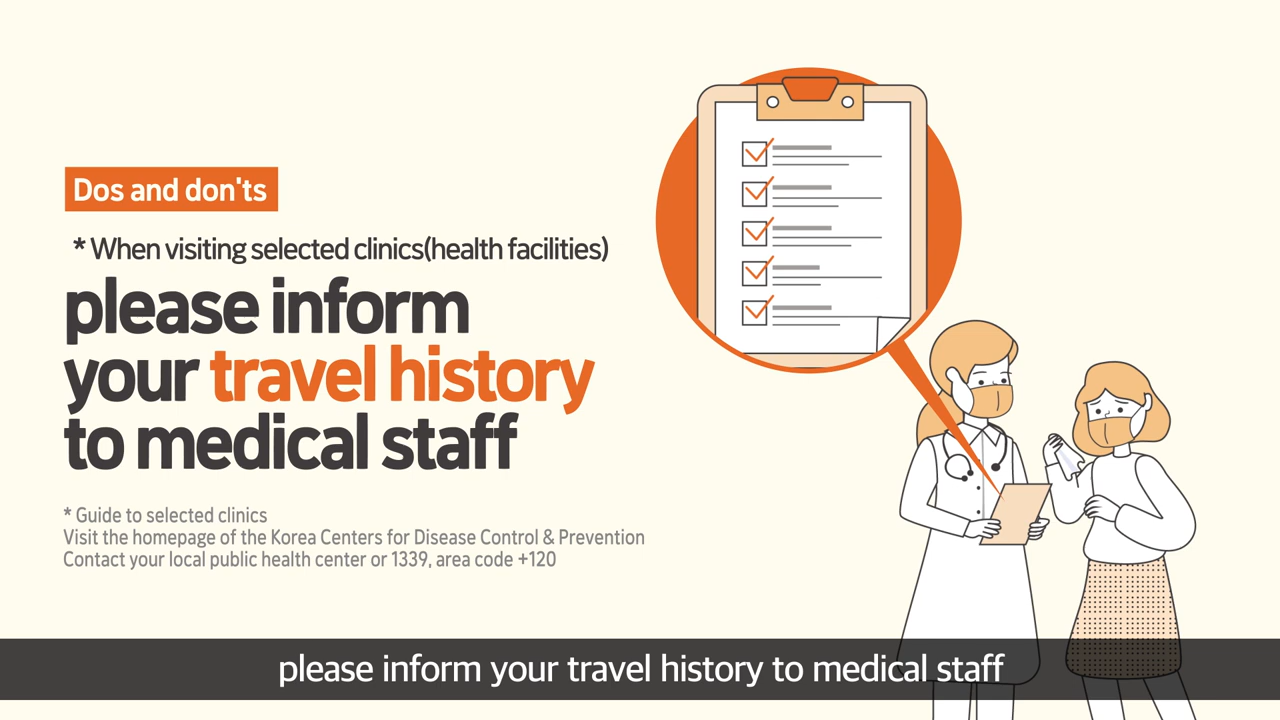 Dos and don'ts
* When visiting selected clinics(health facilities)
please inform
your travel history
to medical staff
* Guide to selected clinics
Visit the homepage of the Korea Centers for Disease Control & Prevention
Contact your local public health center or 1339, area code +120
please inform your travel history to medical staff